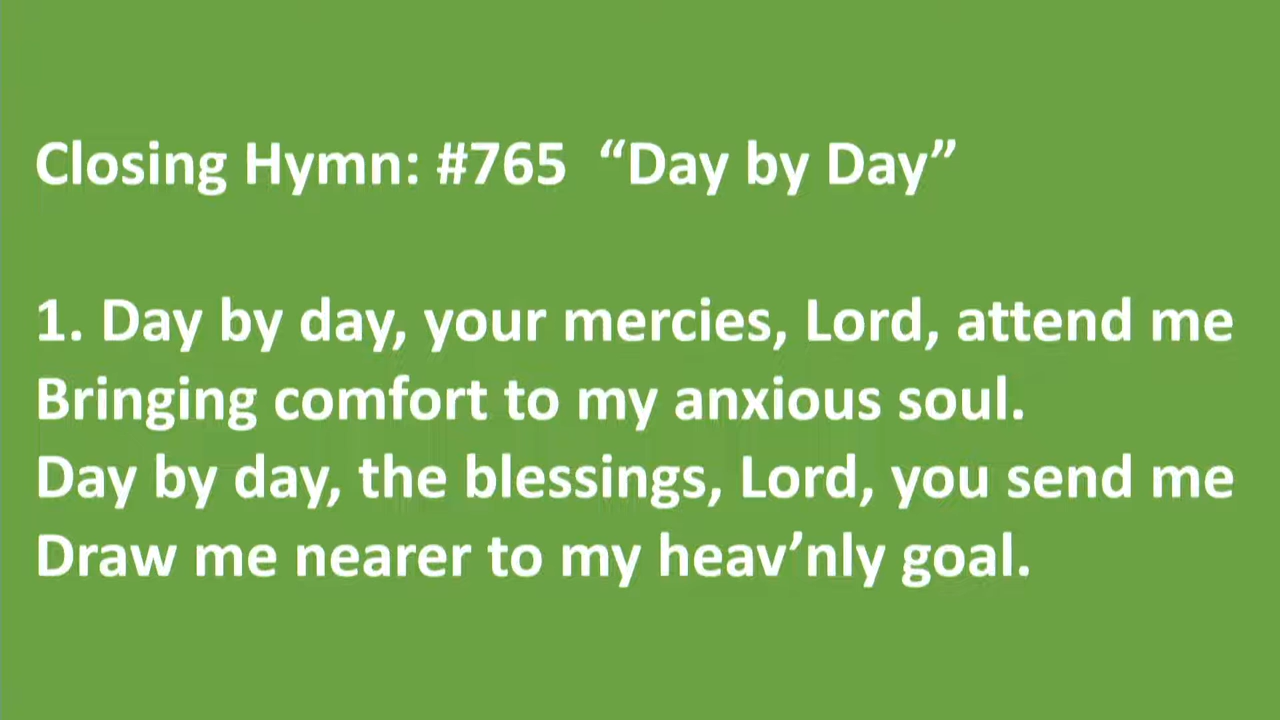 Closing Hymn: #765  “Day by Day”
1. Day by day, your mercies, Lord, attend me
Bringing comfort to my anxious soul.
Day by day, the blessings, Lord, you send me
Draw me nearer to my heav’nly goal.